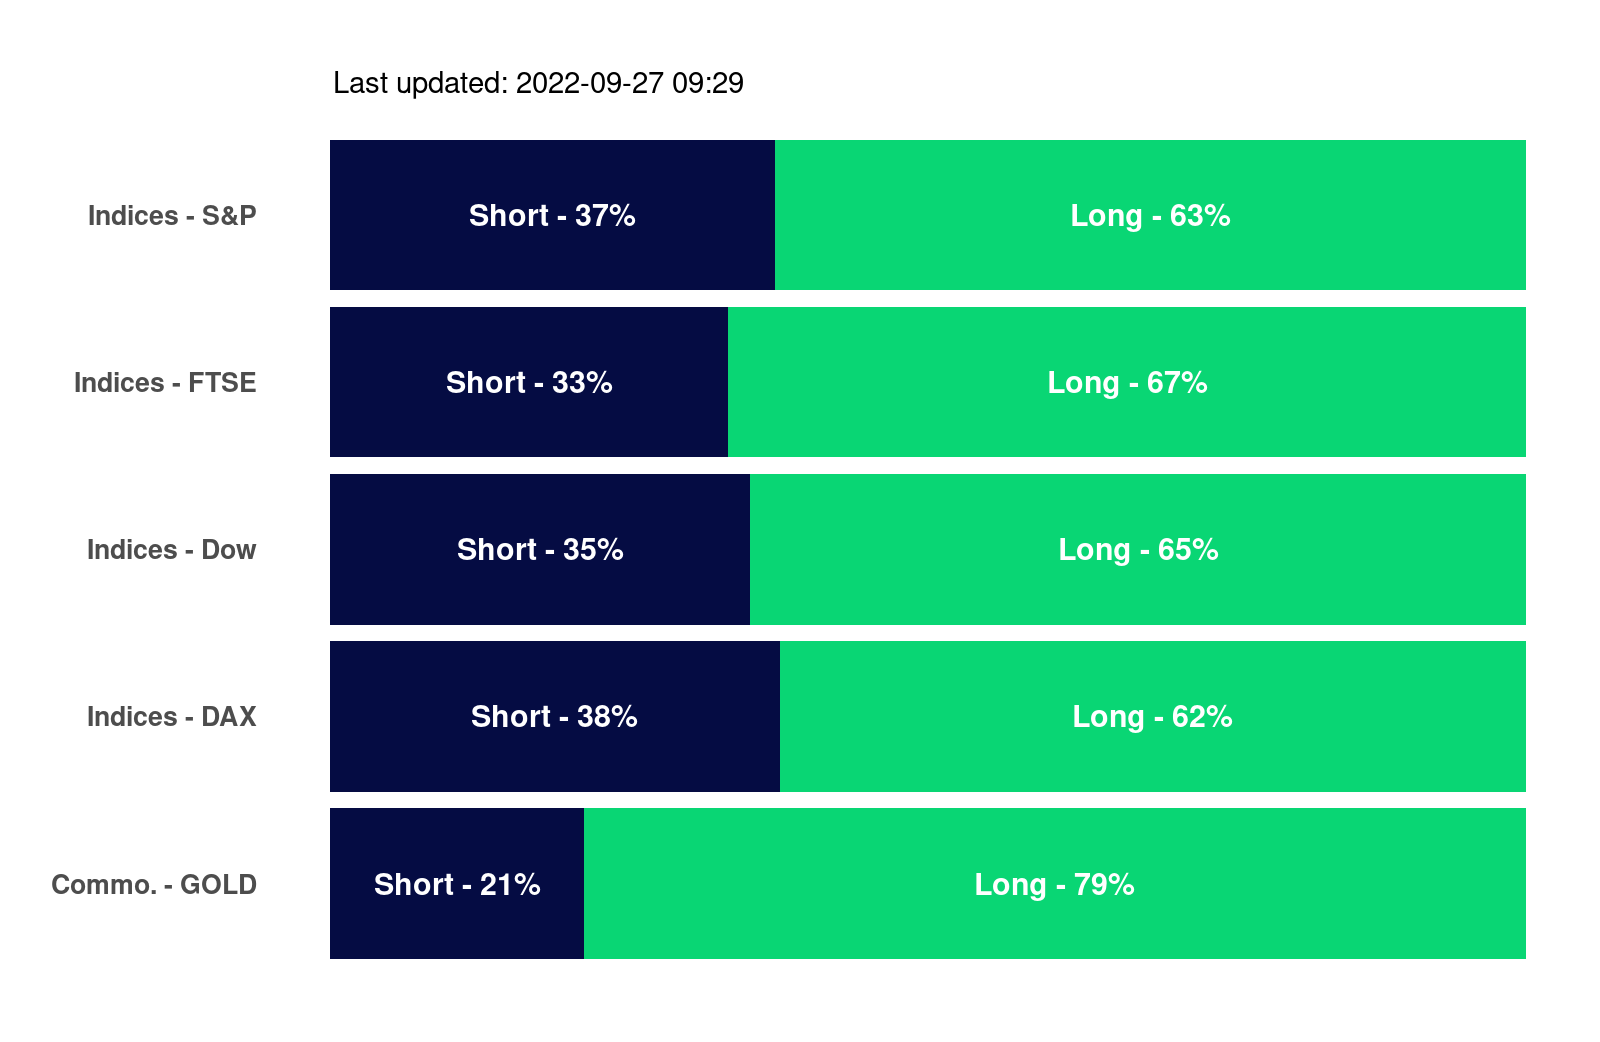 Last updated: 2022-09-27 09:29
Indices - S&P Short - 37% Long - 63%
Indices - FTSE Short - 33% Long - 67%
Indices - Dow Short - 35% Long - 65%
Indices - DAX Short - 38% Long - 62%
Commo. - GOLD Short - 21% Long - 79%